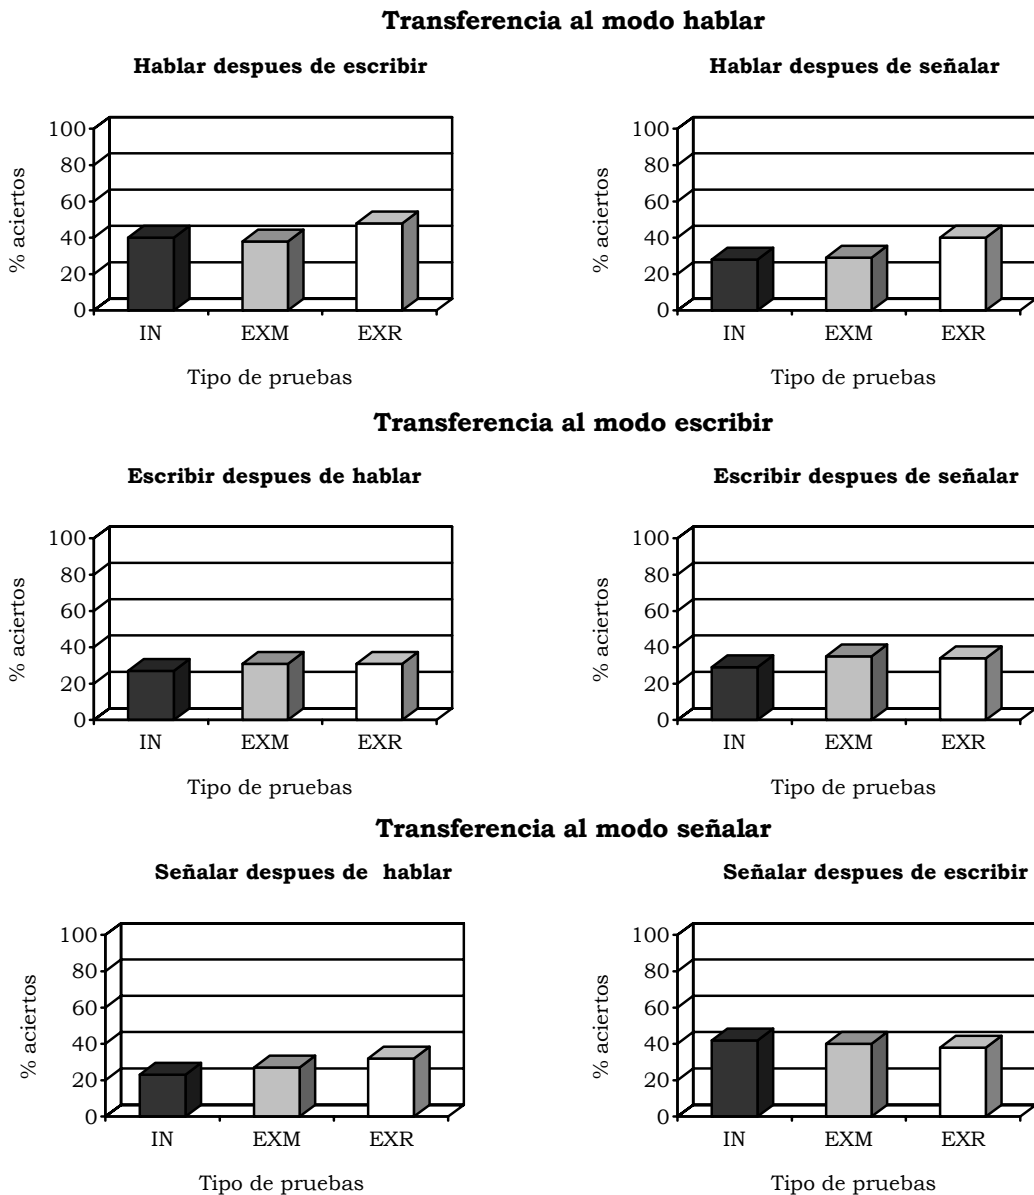 Transferencia al modo hablar
Hablar despues de escribir
% aciertos
100
80
60
40
20
0
IN EXM EXR
Tipo de pruebas
Hablar despues de señalar
% aciertos
100
80
60
40
20
0
IN EXM EXR
Tipo de pruebas
Transferencia al modo escribir
Escribir despues de hablar
% aciertos
100
80
60
40
20
0
IN EXM EXR
Tipo de pruebas
Escribir despues de señalar
% aciertos
100
80
60
40
20
0
IN EXM EXR
Tipo de pruebas
Transferencia al modo señalar
Señalar despues de  hablar
% aciertos
100
80
60
40
20
0
IN EXM EXR
Tipo de pruebas
Señalar despues de escribir
% aciertos
100
80
60
40
20
0
IN EXM EXR
Tipo de pruebas